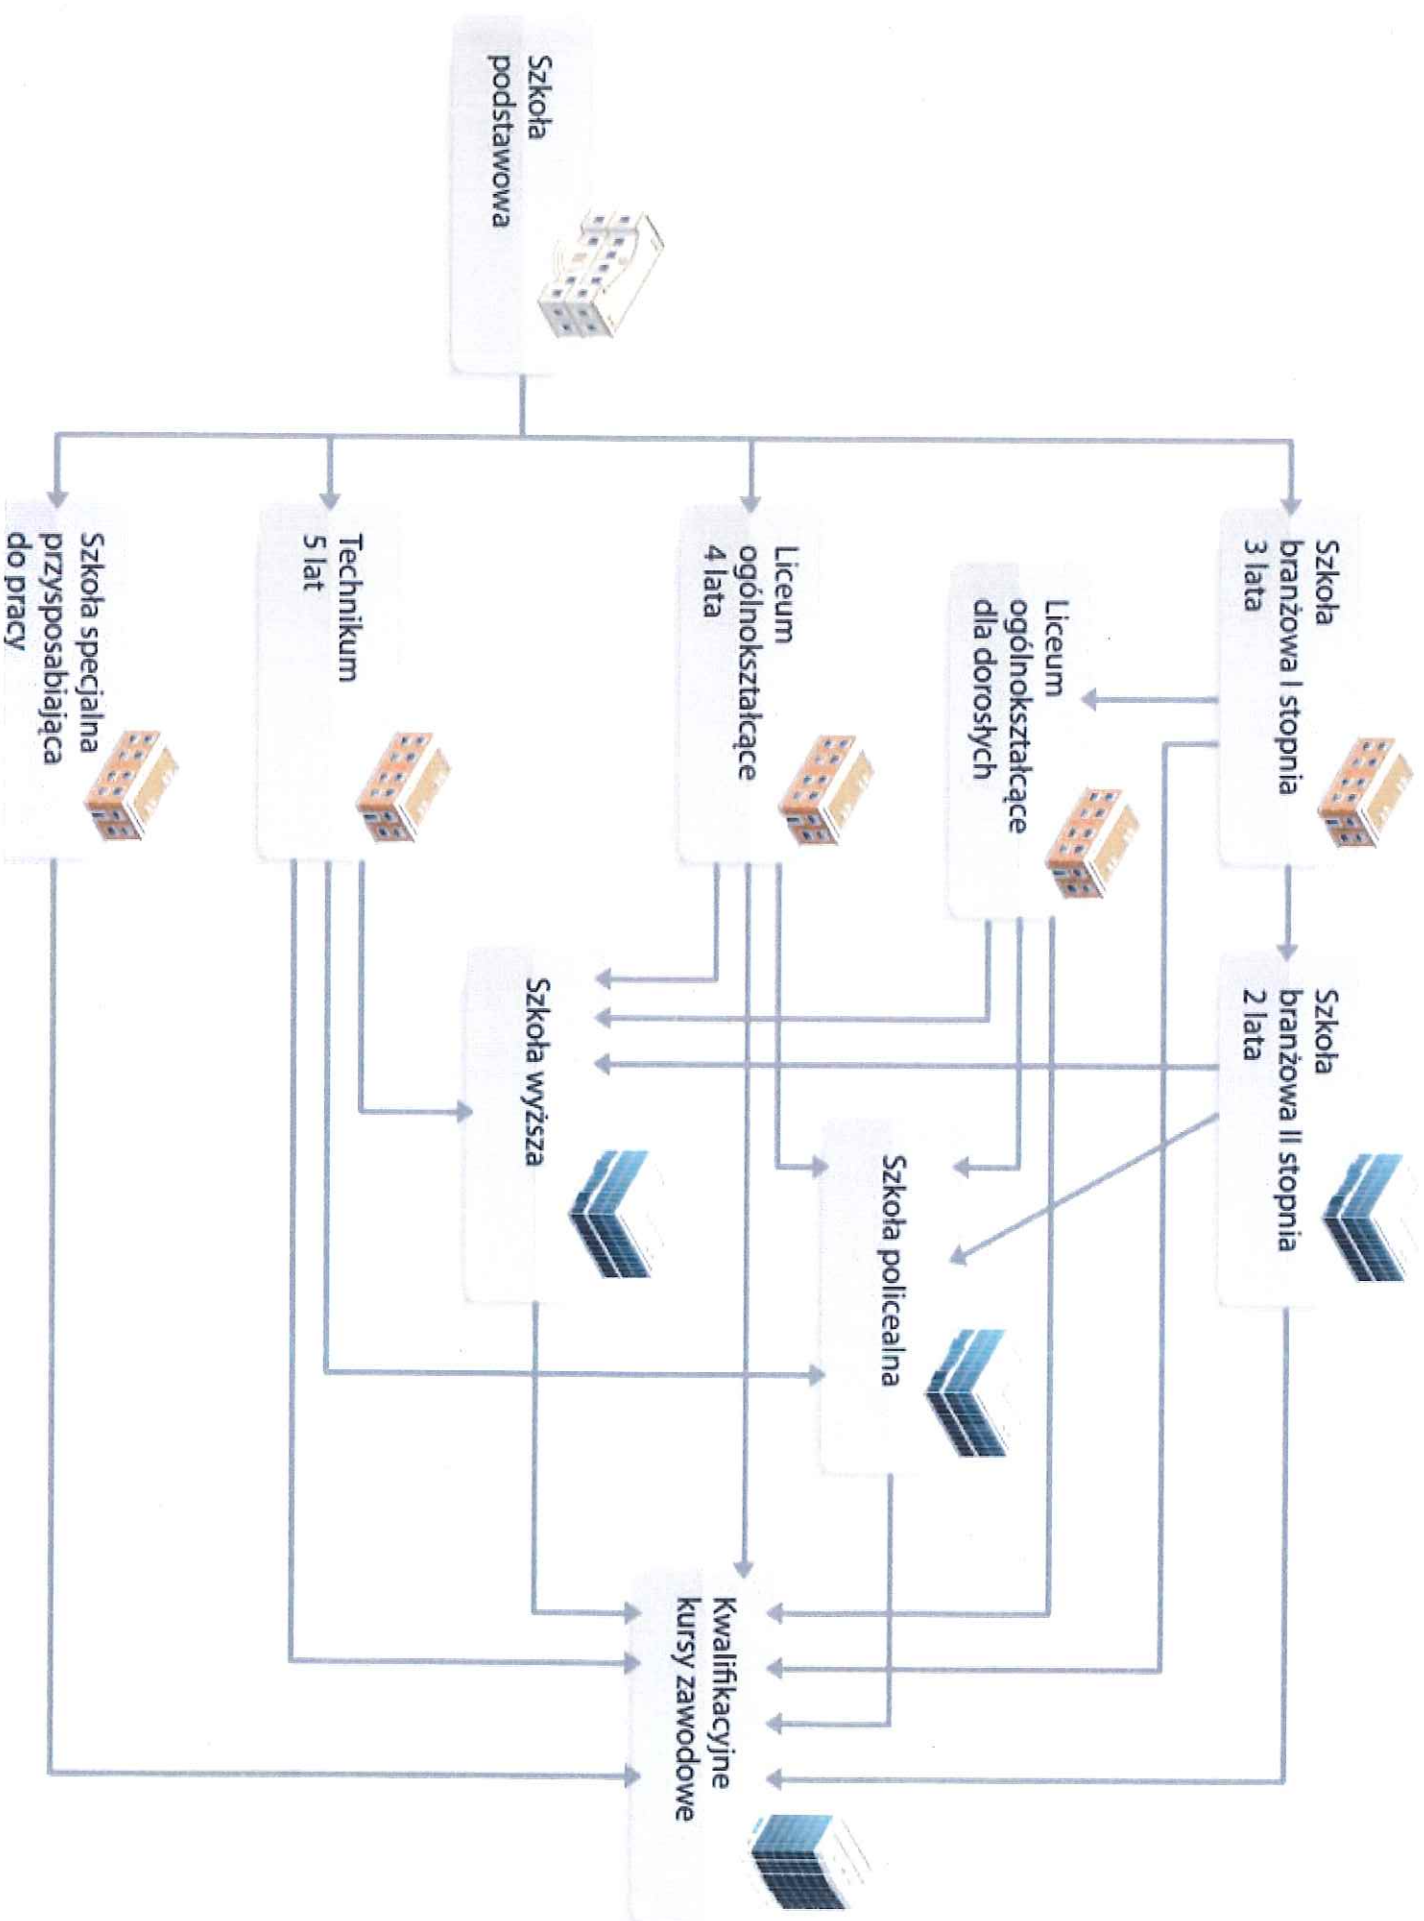 Szkoła
podstawowa
Szkoła
branżowa I stopnia
3 lata
Liceum
ogólnokształcące
dla dorosłych
Liceum
ogólnokształcące
4 lata
Technikum
5 lat
Szkoła specjalna
przysposabiająca
do pracy
Szkoła
branżowa II stopnia
2 lata
Szkoła policealna
Szkoła wyższa
Kwalifikacyjne
kursy zawodowe